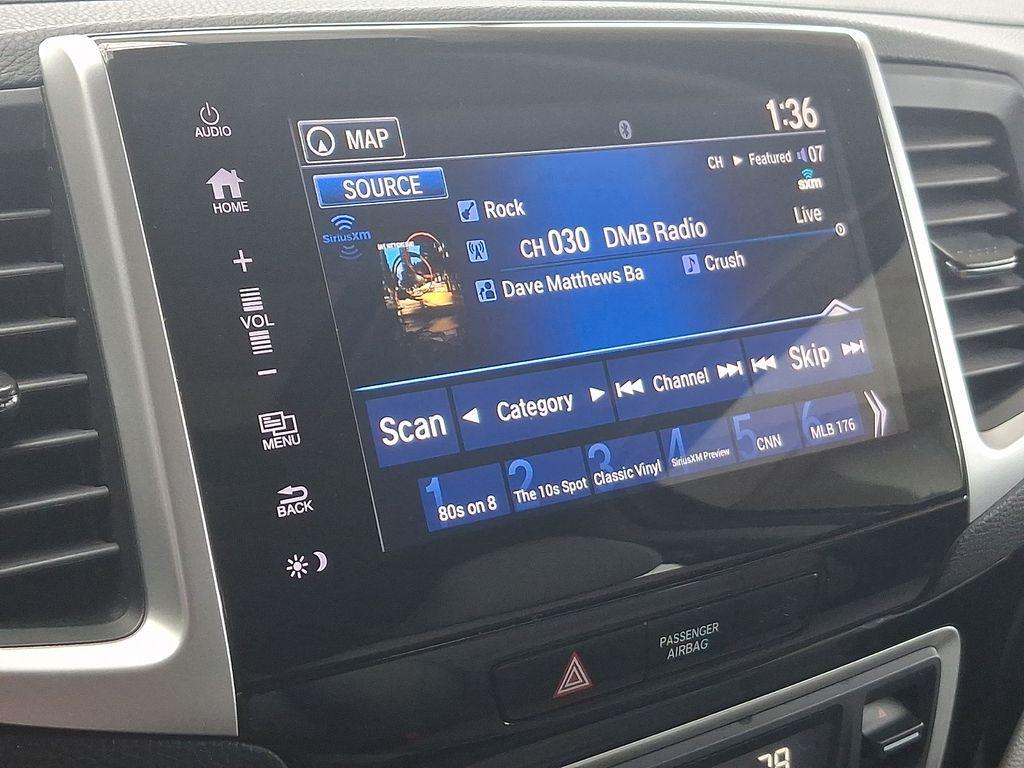 AUDIO
MAP
1:36
CH ▶ Featured 07
SOURCE
sxm
HOME
SiriusXM
Rock
Live
CH 030 DMB Radio
Dave Matthews Ba
Crush
+
VOL
-
Scan
Category
Channel
Skip
MENU
1 80s on 8
2 The 10s Spot
3 Classic Vinyl
4 SiriusXM Preview
5 CNN
6 MLB 176
BACK
PASSENGER
AIRBAG